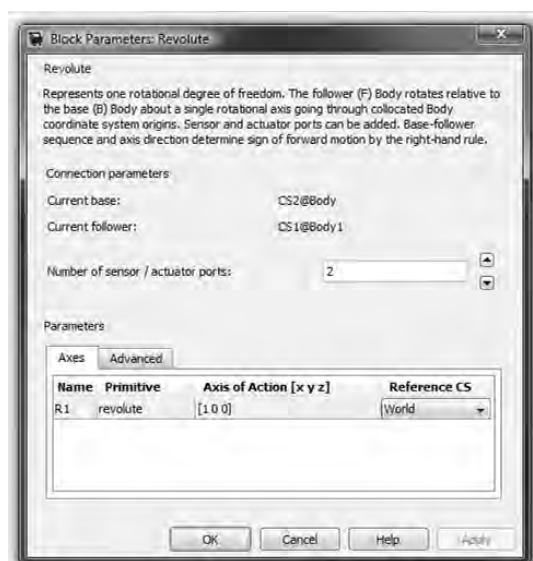 Block Parameters: Revolute
Revolute
Represents one rotational degree of freedom. The follower (F) Body rotates relative to
the base (B) Body about a single rotational axis going through collocated Body
coordinate system origins. Sensor and actuator ports can be added. Base-follower
sequence and axis direction determine sign of forward motion by the right-hand rule.
Connection parameters
Current base: CS2@Body
Current follower: CS1@Body1
Number of sensor / actuator ports: 2
Parameters
Axes Advanced
Name Primitive Axis of Action [x y z] Reference CS
R1 revolute [1 0 0] World
OK Cancel Help Apply